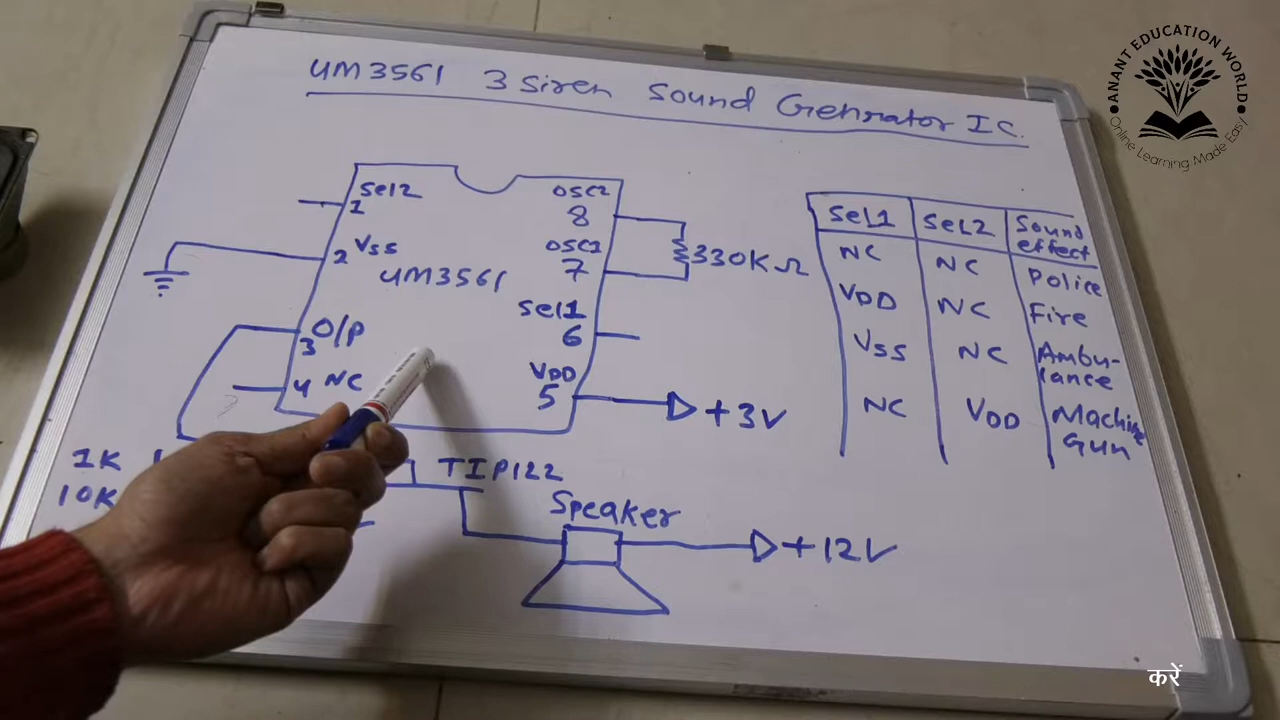 UM3561 3 Siren Sound Genrator IC.
ANANT EDUCATION WORLD
Online Learning Made Easy
Sel2
1
OSC2
8
2 VSS
OSC1
7
330KΩ
UM3561
Sel1
6
3 O/P
4 NC
VDD
5
+3V
1K
10K
TIP122
Speaker
+12V
Sel1 Sel2 Sound effect
NC NC Police
VDD NC Fire
VSS NC Ambu-
lance
NC VDD Machine
Gun
करें